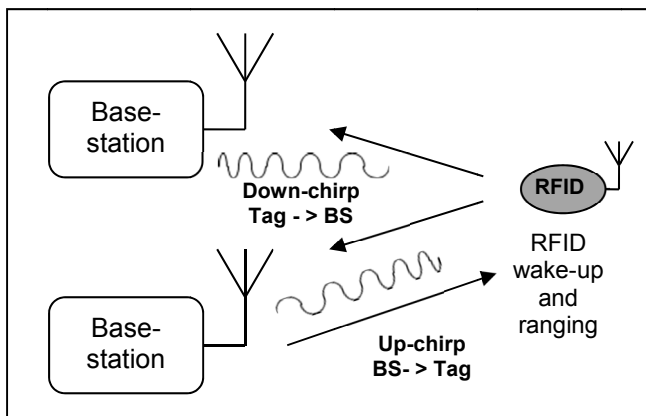 Base-
station
Down-chirp
Tag - > BS
RFID
RFID
wake-up
and
ranging
Base-
station
Up-chirp
BS- > Tag